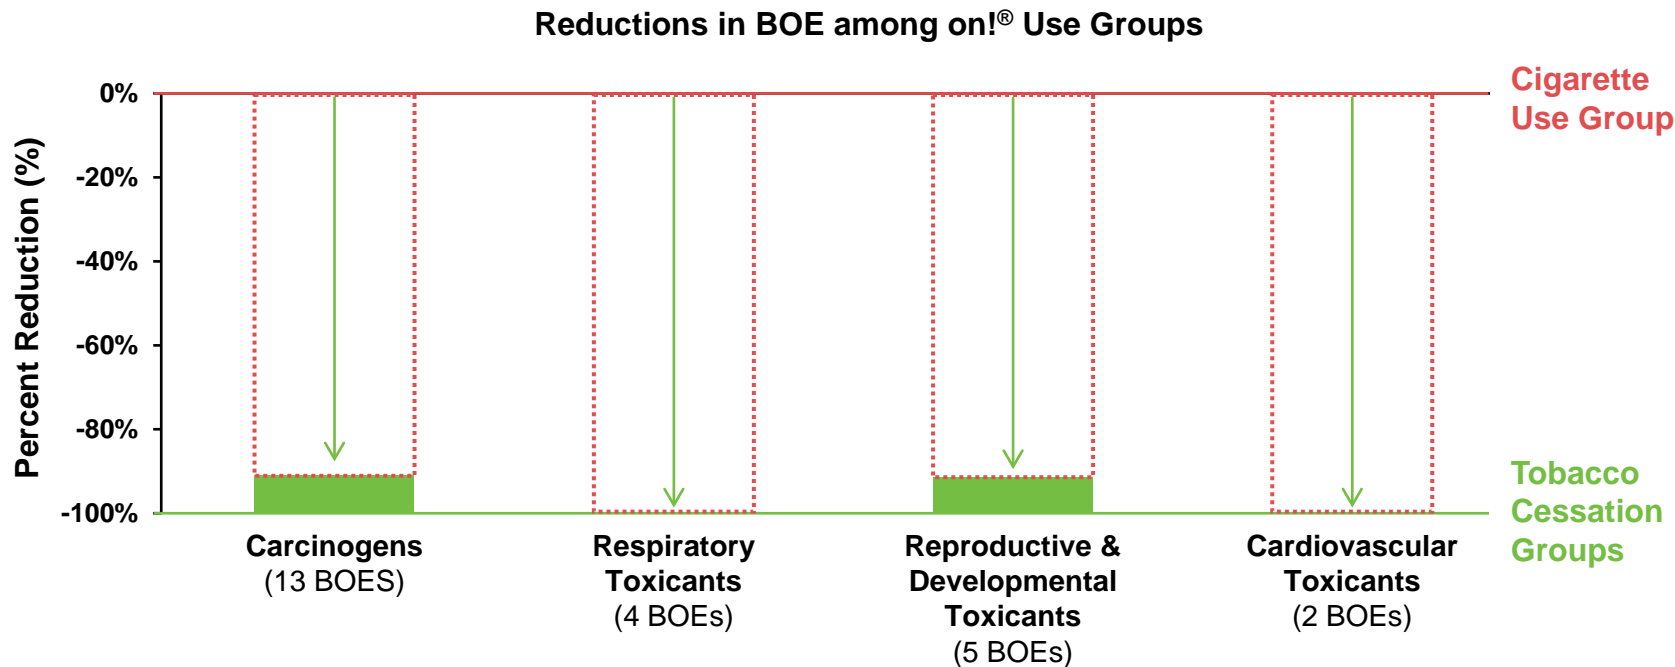 Reductions in BOE among on!® Use Groups
Percent Reduction (%)
0%
-20%
-40%
-60%
-80%
-100%
Cigarette
Use Group
Tobacco
Cessation
Groups
Carcinogens
(13 BOES)
Respiratory
Toxicants
(4 BOEs)
Reproductive &
Developmental
Toxicants
(5 BOEs)
Cardiovascular
Toxicants
(2 BOEs)